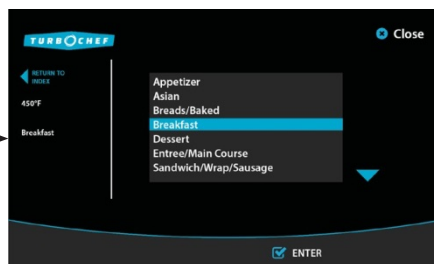 TURBOCHEF
Close
RETURN TO
INDEX
450°F
Breakfast
Appetizer
Asian
Breads/Baked
Breakfast
Dessert
Entree/Main Course
Sandwich/Wrap/Sausage
ENTER